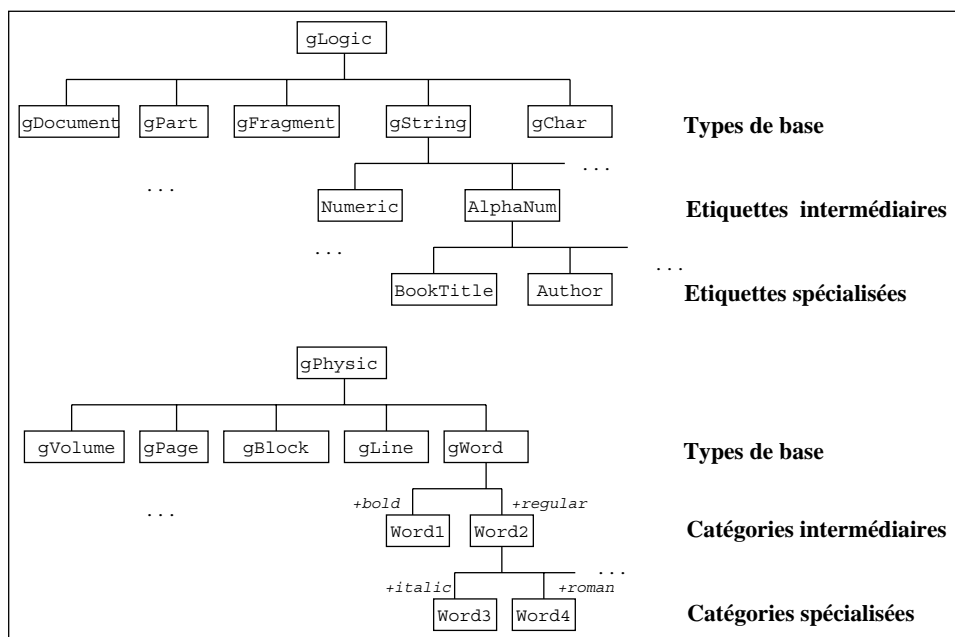 gLogic
gDocument gPart gFragment gString gChar Types de base
... ...
Numeric AlphaNum Etiquettes intermédiaires
... ...
BookTitle Author Etiquettes spécialisées
gPhysic
gVolume gPage gBlock gLine gWord Types de base
+bold +regular
...
Word1 Word2 Catégories intermédiaires
...
+italic +roman
Word3 Word4 Catégories spécialisées